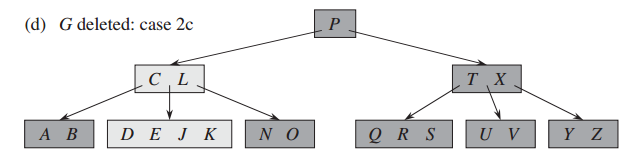 (d) G deleted: case 2c
P
C L
T X
A B
D E J K
N O
Q R S
U V
Y Z